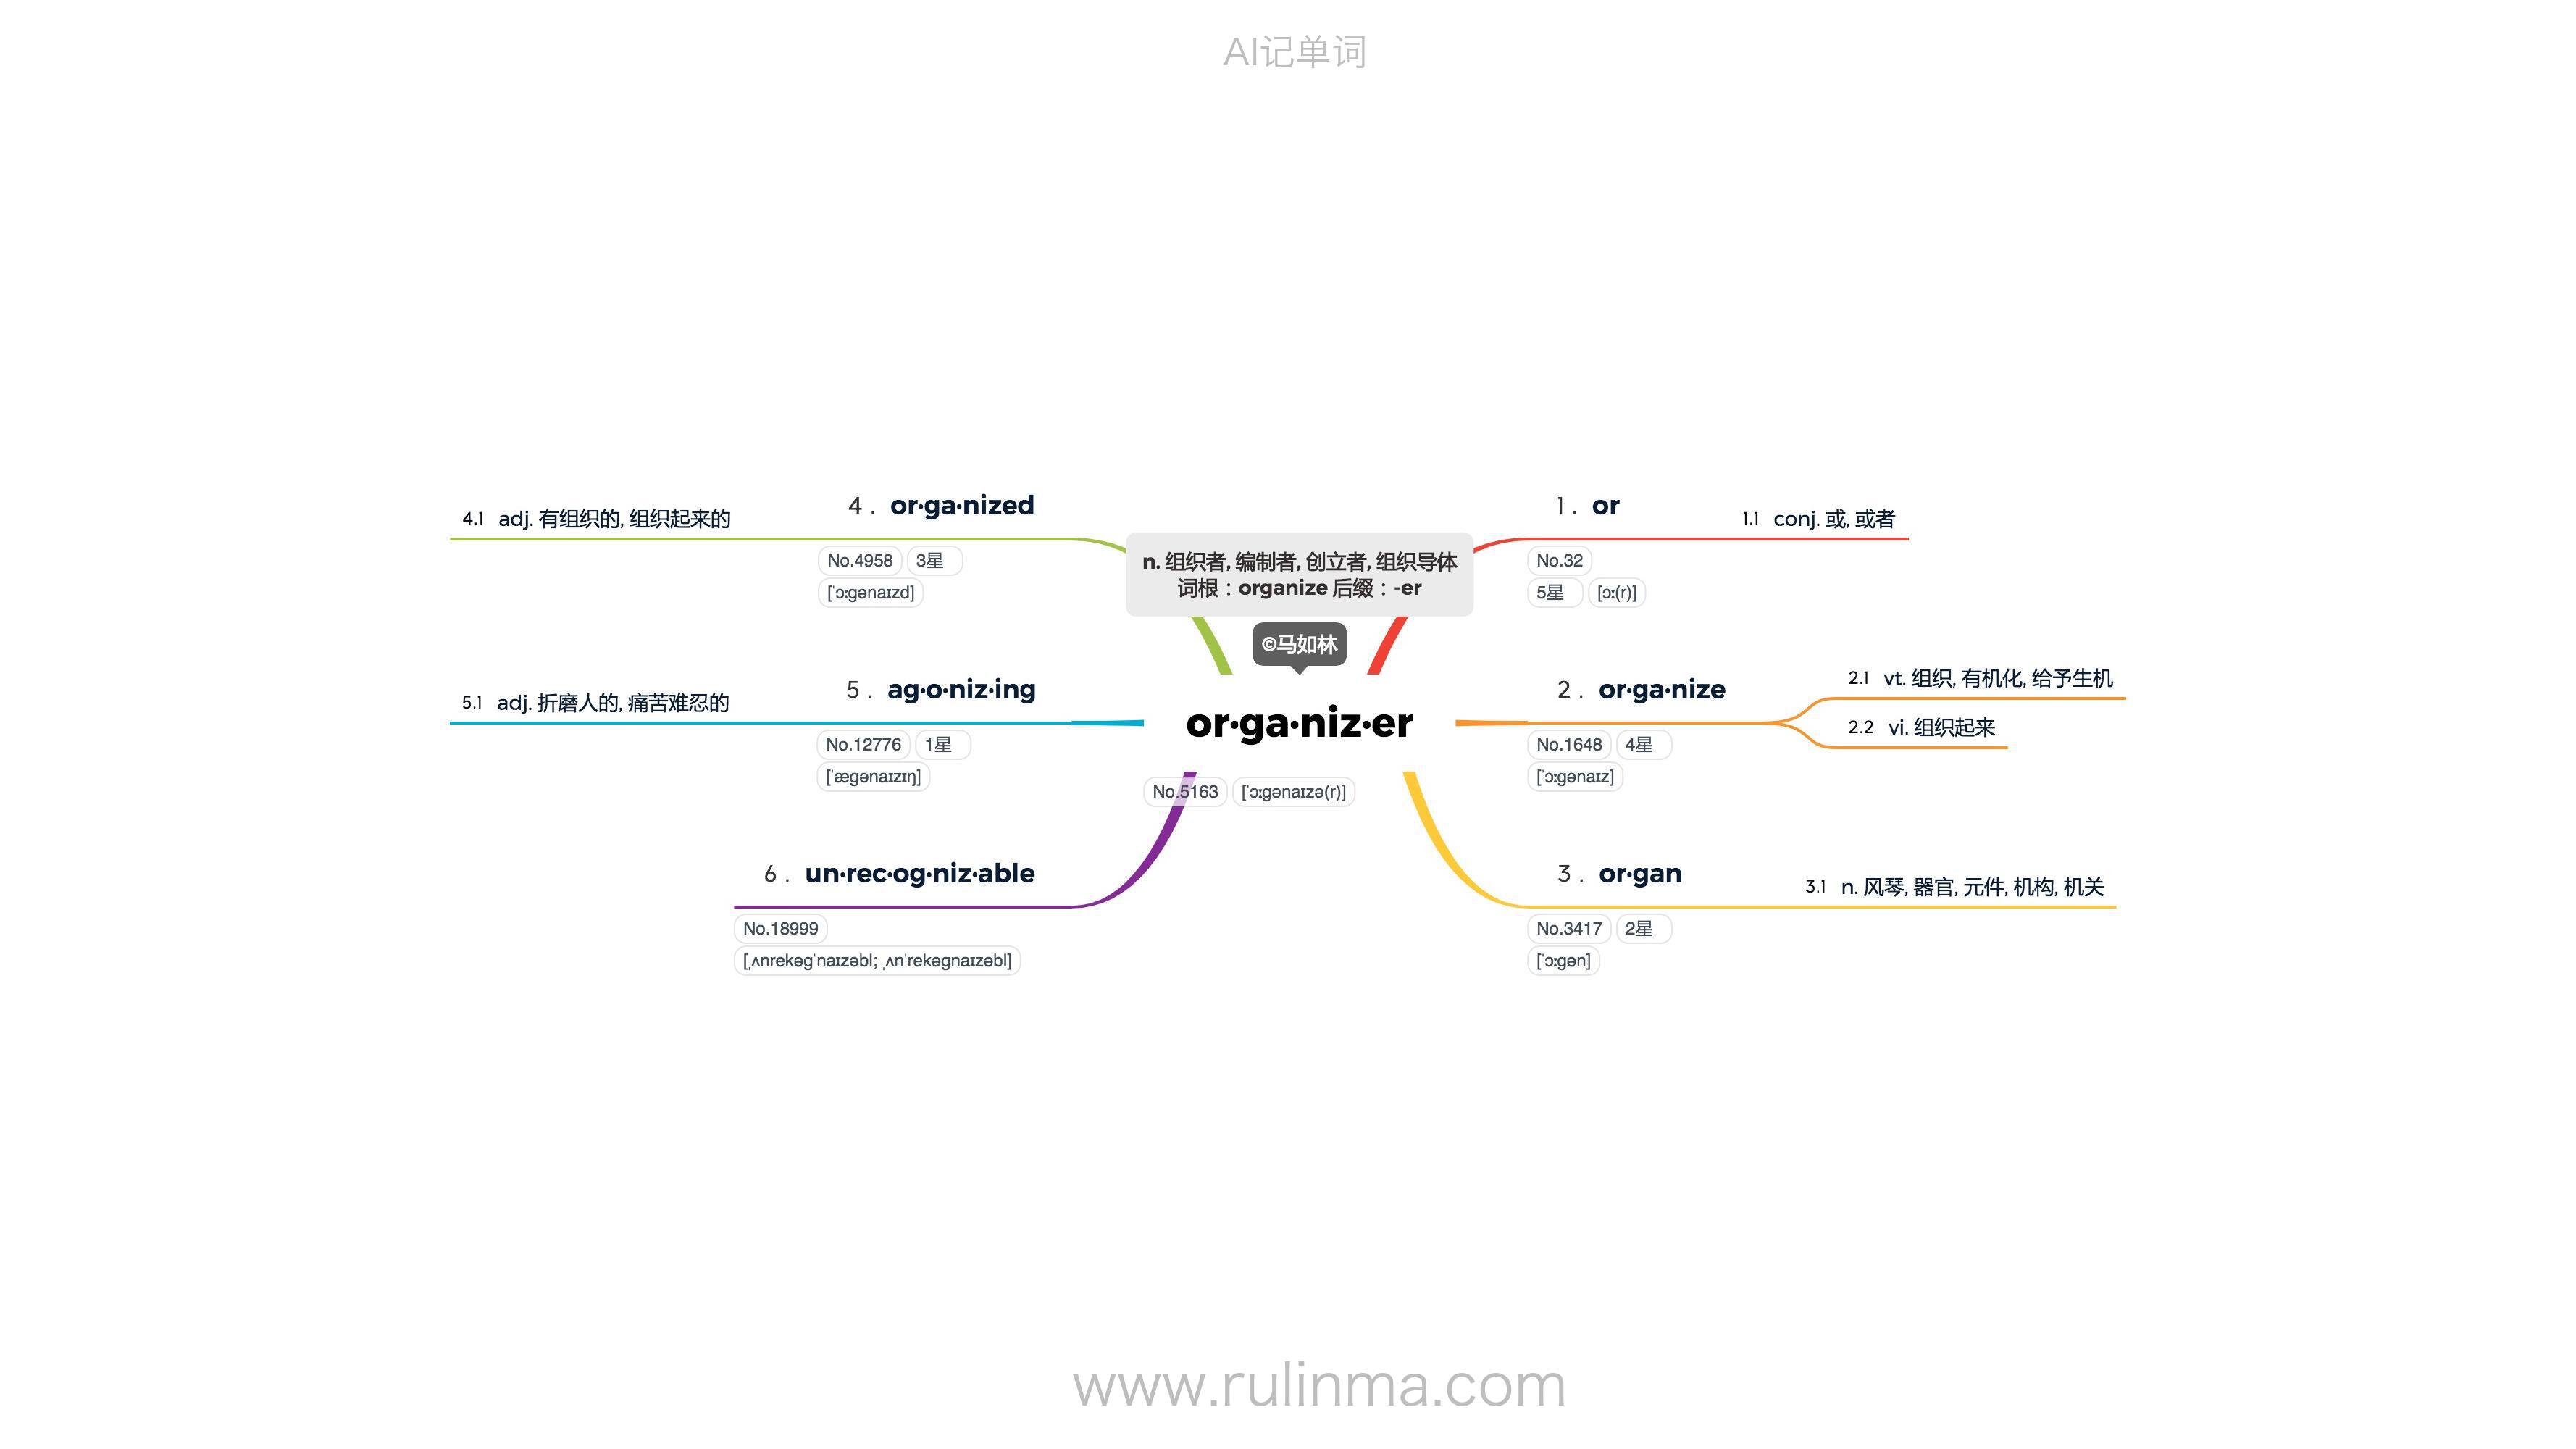 AI记单词
n. 组织者, 编制者, 创立者, 组织导体
词根：organize 后缀：-er
©马如林
or·ga·niz·er
No.5163 [ˈɔːgənaɪzə(r)]
1. or
1.1 conj. 或, 或者
No.32
5星 [ɔː(r)]
2. or·ga·nize
2.1 vt. 组织, 有机化, 给予生机
2.2 vi. 组织起来
No.1648 4星
[ˈɔːgənaɪz]
3. or·gan
3.1 n. 风琴, 器官, 元件, 机构, 机关
No.3417 2星
[ˈɔːgən]
4. or·ga·nized
4.1 adj. 有组织的, 组织起来的
No.4958 3星
[ˈɔːgənaɪzd]
5. ag·o·niz·ing
5.1 adj. 折磨人的, 痛苦难忍的
No.12776 1星
[ˈægənaɪzɪŋ]
6. un·rec·og·niz·able
No.18999
[ˌʌnrekəgˈnaɪzəbl; ˌʌnˈrekəgnaɪzəbl]
www.rulinma.com